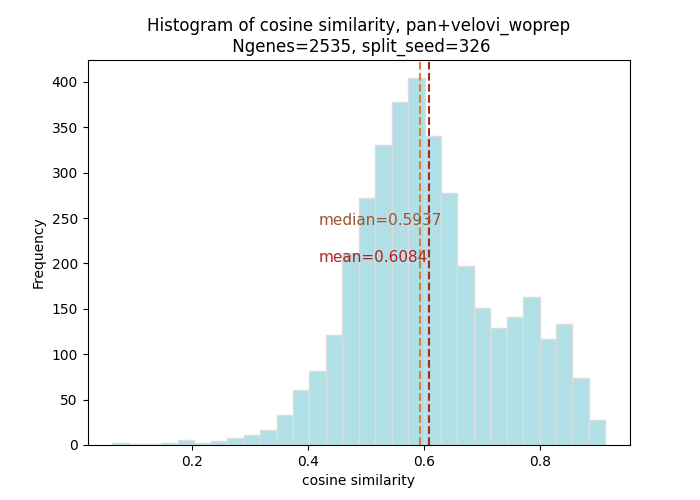 Histogram of cosine similarity, pan+velovi_woprep
Ngenes=2535, split_seed=326
Frequency
400
350
300
250
200
150
100
50
0
median=0.5937
mean=0.6084
0.2
0.4
0.6
0.8
cosine similarity